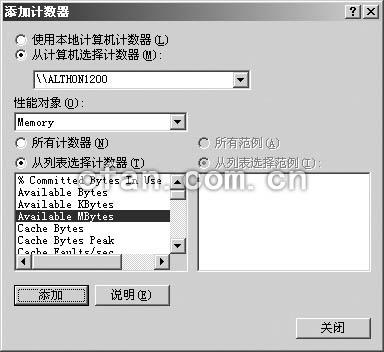 添加计数器
使用本地计算机计数器(L)
从计算机选择计数器(M):
\\ALTHON1200
性能对象(O):
Memory
所有计数器(N)
所有范例(A)
从列表选择计数器(T)
从列表选择范例(I):
% Committed Bytes In Use
Available Bytes
Available KBytes
Available MBytes
Cache Bytes
Cache Bytes Peak
Cache Faults/sec
添加
说明(E)
关闭